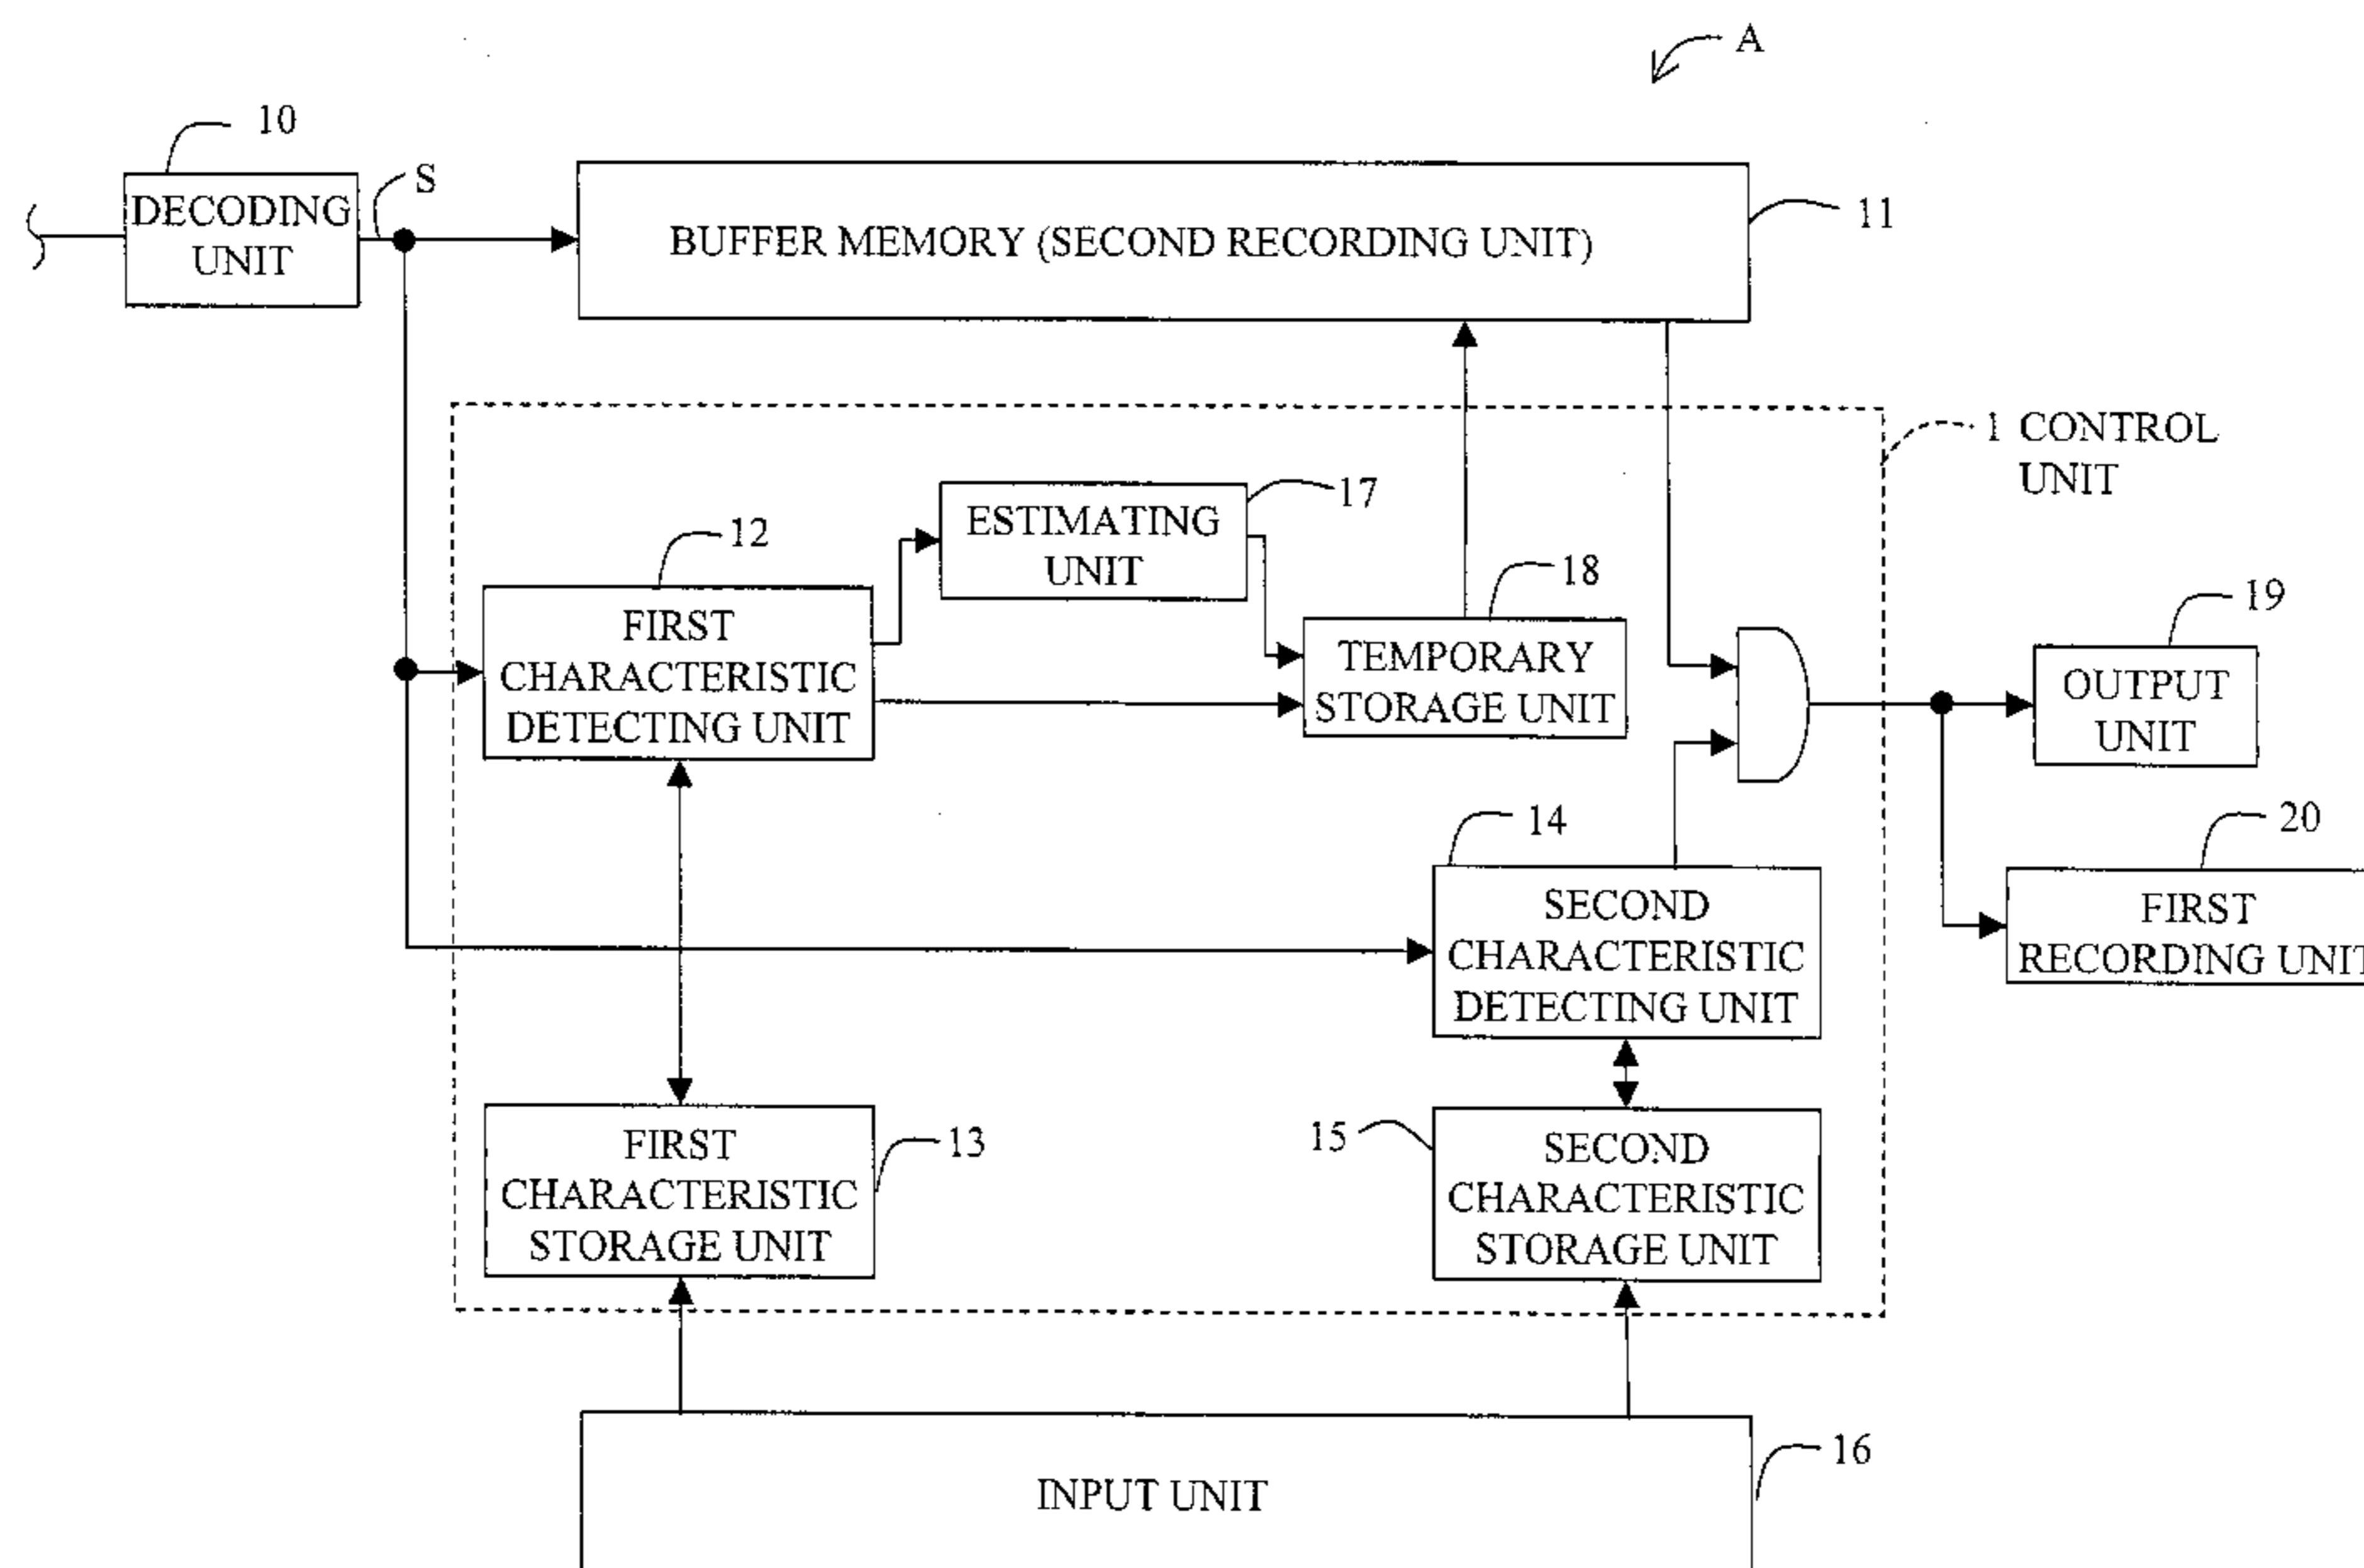 A
10
DECODING
UNIT
S
BUFFER MEMORY (SECOND RECORDING UNIT)
11
1 CONTROL
UNIT
17
ESTIMATING
UNIT
12
FIRST
CHARACTERISTIC
DETECTING UNIT
18
TEMPORARY
STORAGE UNIT
19
OUTPUT
UNIT
14
SECOND
CHARACTERISTIC
DETECTING UNIT
20
FIRST
RECORDING UNIT
FIRST
CHARACTERISTIC
STORAGE UNIT
13
15
SECOND
CHARACTERISTIC
STORAGE UNIT
16
INPUT UNIT